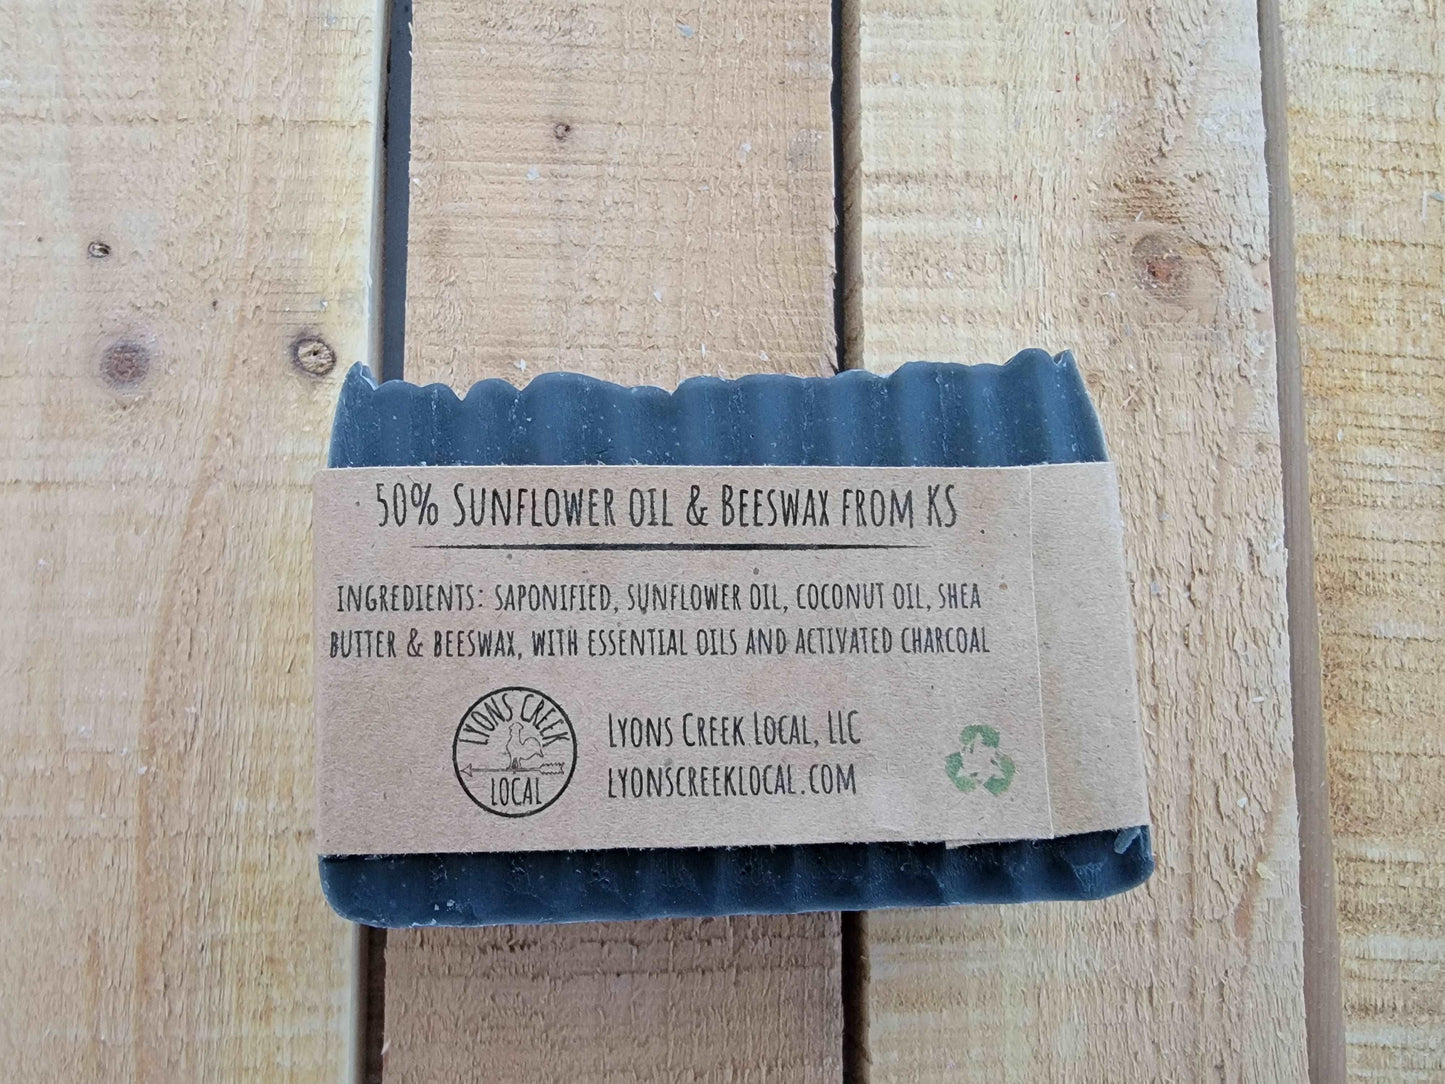 50% Sunflower oil & Beeswax from KS
Ingredients: saponified, sunflower oil, coconut oil, shea
butter & beeswax, with essential oils and activated charcoal
Lyons Creek
Local
Lyons Creek Local, LLC
lyonscreeklocal.com